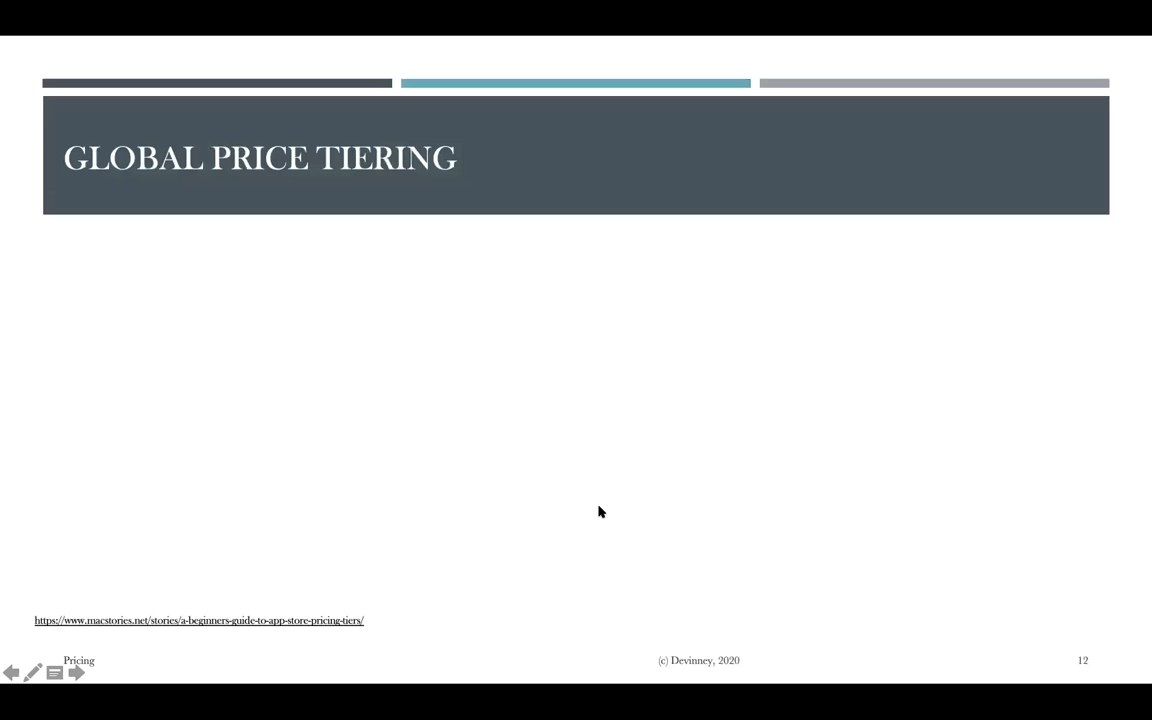 GLOBAL PRICE TIERING
https://www.macstories.net/stories/a-beginners-guide-to-app-store-pricing-tiers/
Pricing
(c) Devinney, 2020
12